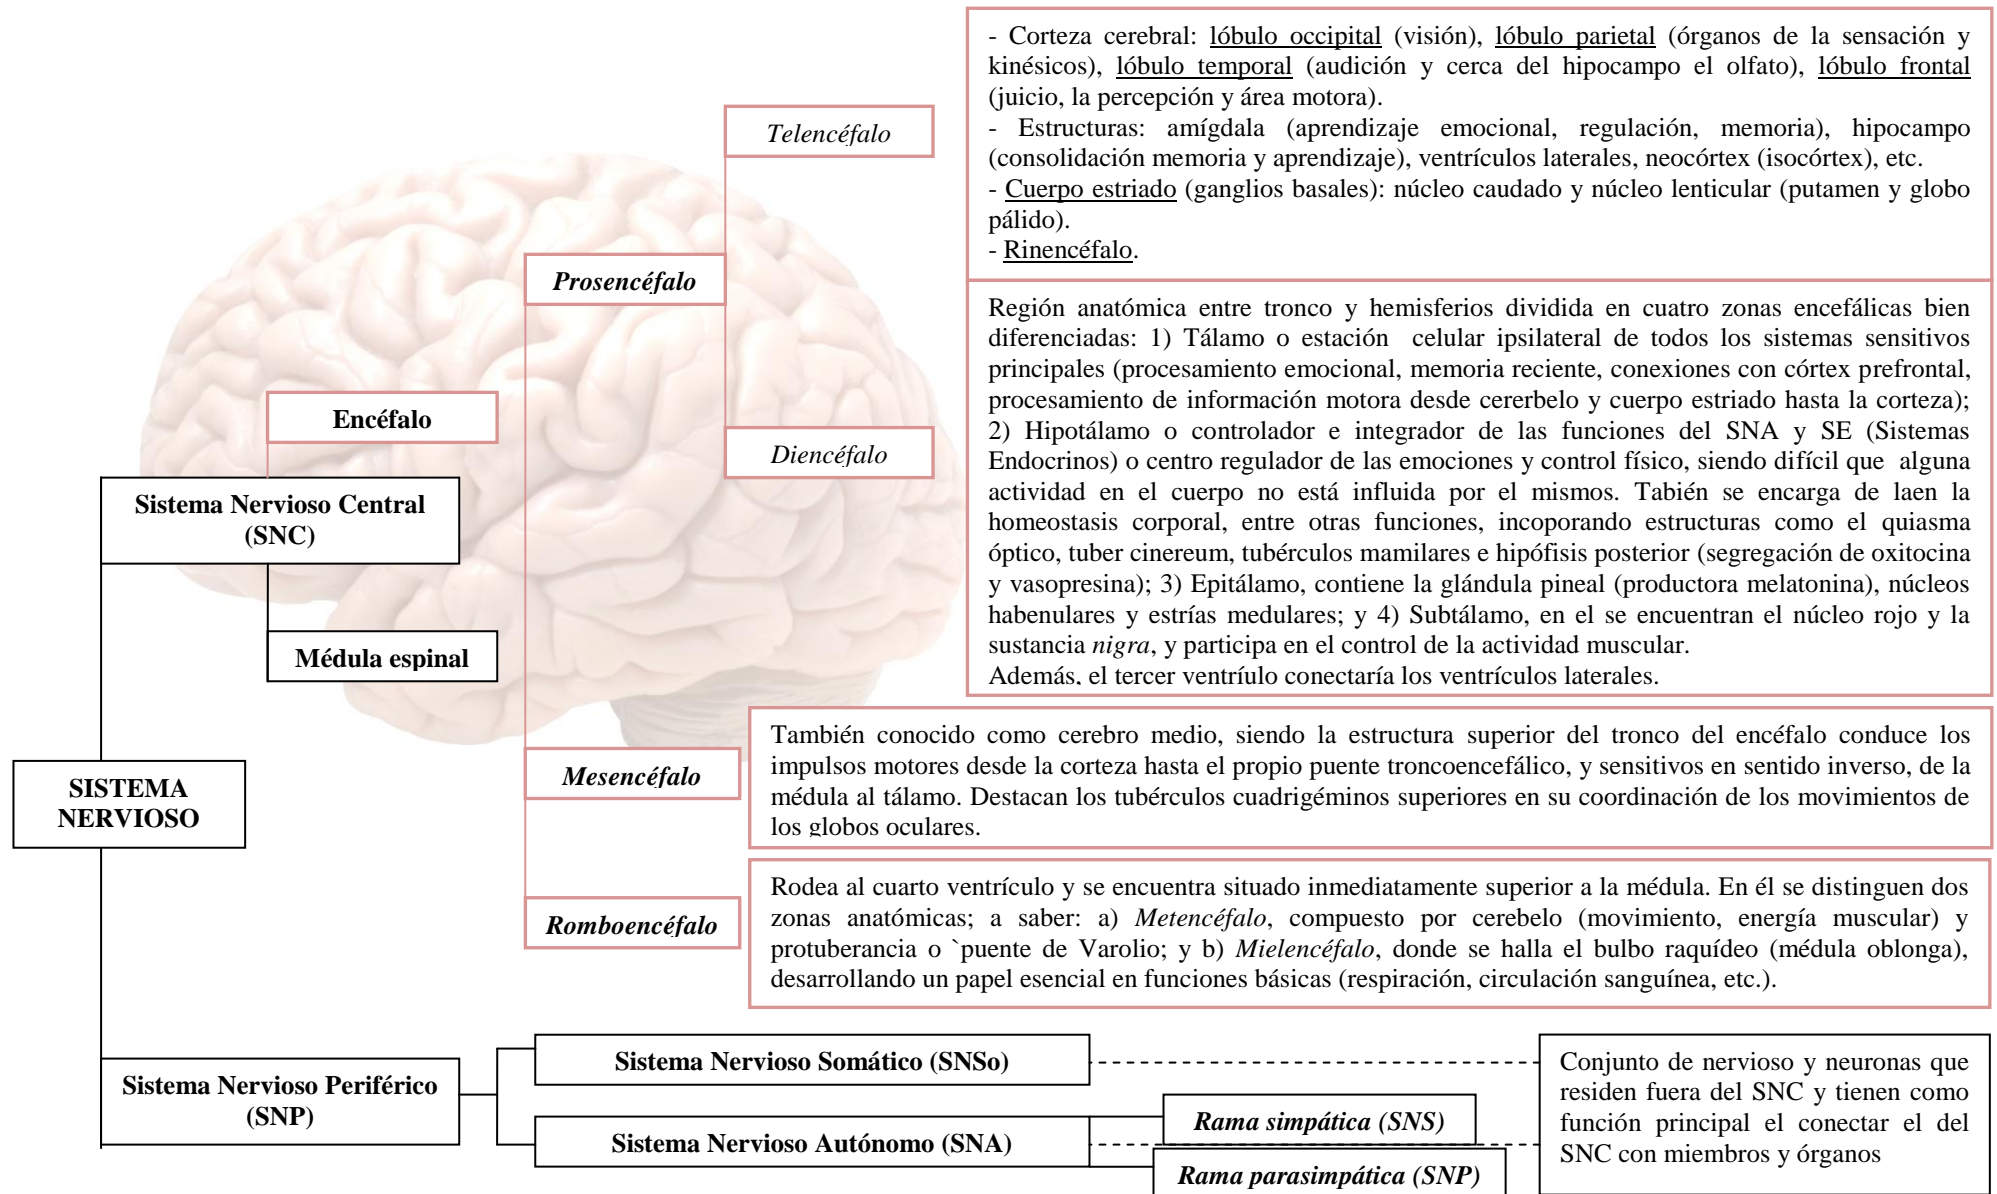 - Corteza cerebral: lóbulo occipital (visión), lóbulo parietal (órganos de la sensación y
kinésicos), lóbulo temporal (audición y cerca del hipocampo el olfato), lóbulo frontal
(juicio, la percepción y área motora).
- Estructuras: amígdala (aprendizaje emocional, regulación, memoria), hipocampo
(consolidación memoria y aprendizaje), ventrículos laterales, neocórtex (isocórtex), etc.
- Cuerpo estriado (ganglios basales): núcleo caudado y núcleo lenticular (putamen y globo
pálido).
- Rinencéfalo.
Telencéfalo
Prosencéfalo
Región anatómica entre tronco y hemisferios dividida en cuatro zonas encefálicas bien
diferenciadas: 1) Tálamo o estación celular ipsilateral de todos los sistemas sensitivos
principales (procesamiento emocional, memoria reciente, conexiones con córtex prefrontal,
procesamiento de información motora desde cererbelo y cuerpo estriado hasta la corteza);
2) Hipotálamo o controlador e integrador de las funciones del SNA y SE (Sistemas
Endocrinos) o centro regulador de las emociones y control físico, siendo difícil que alguna
actividad en el cuerpo no está influida por el mismos. Tabién se encarga de laen la
homeostasis corporal, entre otras funciones, incoporando estructuras como el quiasma
óptico, tuber cinereum, tubérculos mamilares e hipófisis posterior (segregación de oxitocina
y vasopresina); 3) Epitálamo, contiene la glándula pineal (productora melatonina), núcleos
habenulares y estrías medulares; y 4) Subtálamo, en el se encuentran el núcleo rojo y la
sustancia nigra, y participa en el control de la actividad muscular.
Además, el tercer ventríulo conectaría los ventrículos laterales.
Encéfalo
Diencéfalo
Sistema Nervioso Central
(SNC)
Médula espinal
Mesencéfalo
También conocido como cerebro medio, siendo la estructura superior del tronco del encéfalo conduce los
impulsos motores desde la corteza hasta el propio puente troncoencefálico, y sensitivos en sentido inverso, de la
médula al tálamo. Destacan los tubérculos cuadrigéminos superiores en su coordinación de los movimientos de
los globos oculares.
SISTEMA
NERVIOSO
Romboencéfalo
Rodea al cuarto ventrículo y se encuentra situado inmediatamente superior a la médula. En él se distinguen dos
zonas anatómicas; a saber: a) Metencéfalo, compuesto por cerebelo (movimiento, energía muscular) y
protuberancia o `puente de Varolio; y b) Mielencéfalo, donde se halla el bulbo raquídeo (médula oblonga),
desarrollando un papel esencial en funciones básicas (respiración, circulación sanguínea, etc.).
Sistema Nervioso Periférico
(SNP)
Sistema Nervioso Somático (SNSo)
Sistema Nervioso Autónomo (SNA)
Rama simpática (SNS)
Rama parasimpática (SNP)
Conjunto de nervioso y neuronas que
residen fuera del SNC y tienen como
función principal el conectar el del
SNC con miembros y órganos